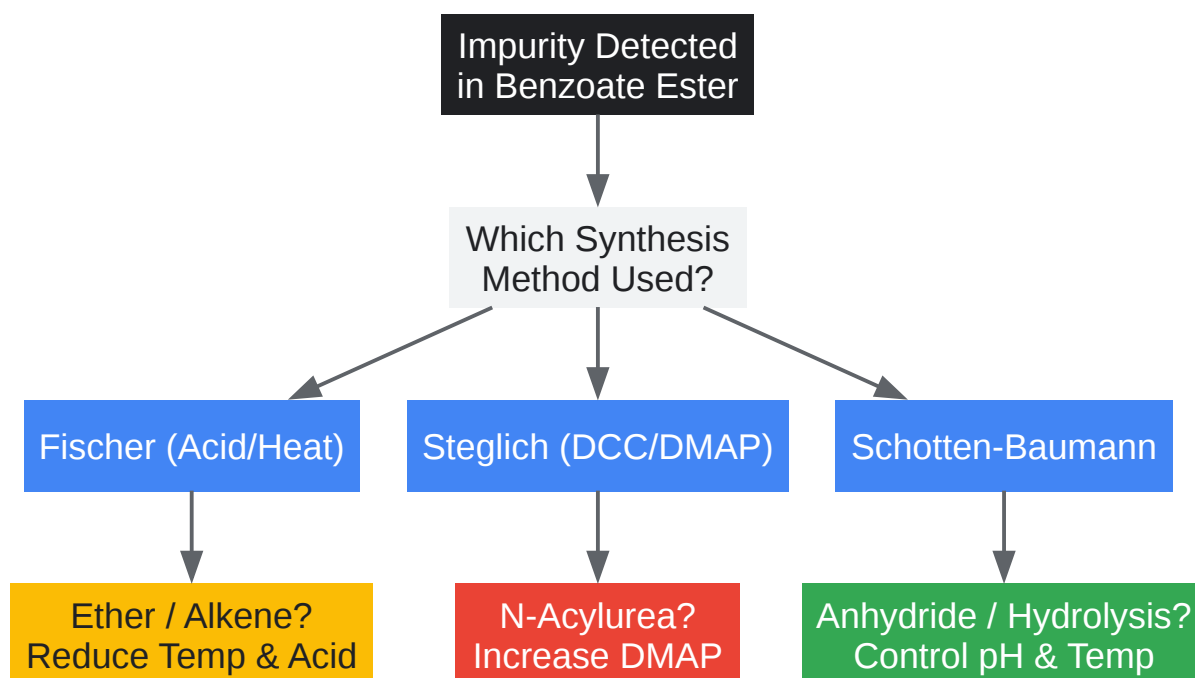 Impurity Detected
in Benzoate Ester
Which Synthesis
Method Used?
Fischer (Acid/Heat)
Steglich (DCC/DMAP)
Schotten-Baumann
Ether / Alkene?
Reduce Temp & Acid
N-Acylurea?
Increase DMAP
Anhydride / Hydrolysis?
Control pH & Temp